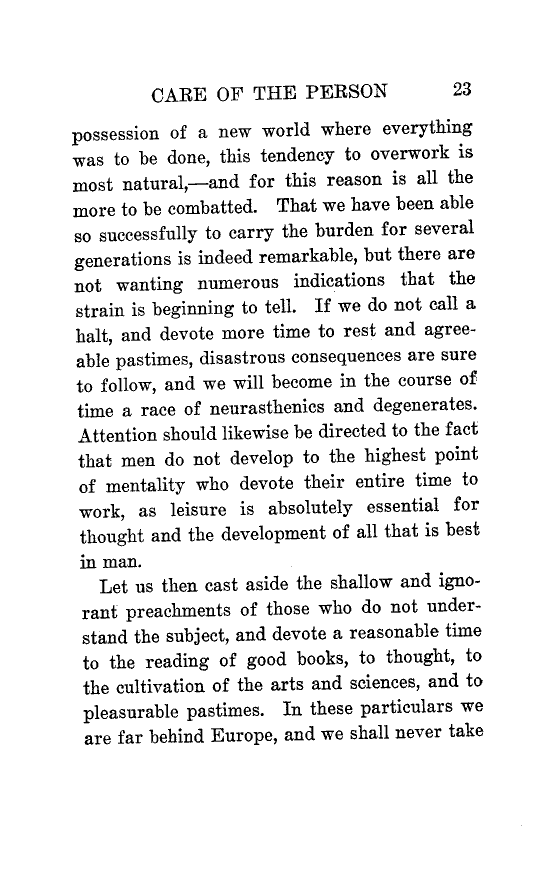 CARE OF THE PERSON 23
possession of a new world where everything
was to be done, this tendency to overwork is
most natural,—and for this reason is all the
more to be combatted. That we have been able
so successfully to carry the burden for several
generations is indeed remarkable, but there are
not wanting numerous indications that the
strain is beginning to tell. If we do not call a
halt, and devote more time to rest and agree-
able pastimes, disastrous consequences are sure
to follow, and we will become in the course of
time a race of neurasthenics and degenerates.
Attention should likewise be directed to the fact
that men do not develop to the highest point
of mentality who devote their entire time to
work, as leisure is absolutely essential for
thought and the development of all that is best
in man.
Let us then cast aside the shallow and igno-
rant preachments of those who do not under-
stand the subject, and devote a reasonable time
to the reading of good books, to thought, to
the cultivation of the arts and sciences, and to
pleasurable pastimes. In these particulars we
are far behind Europe, and we shall never take